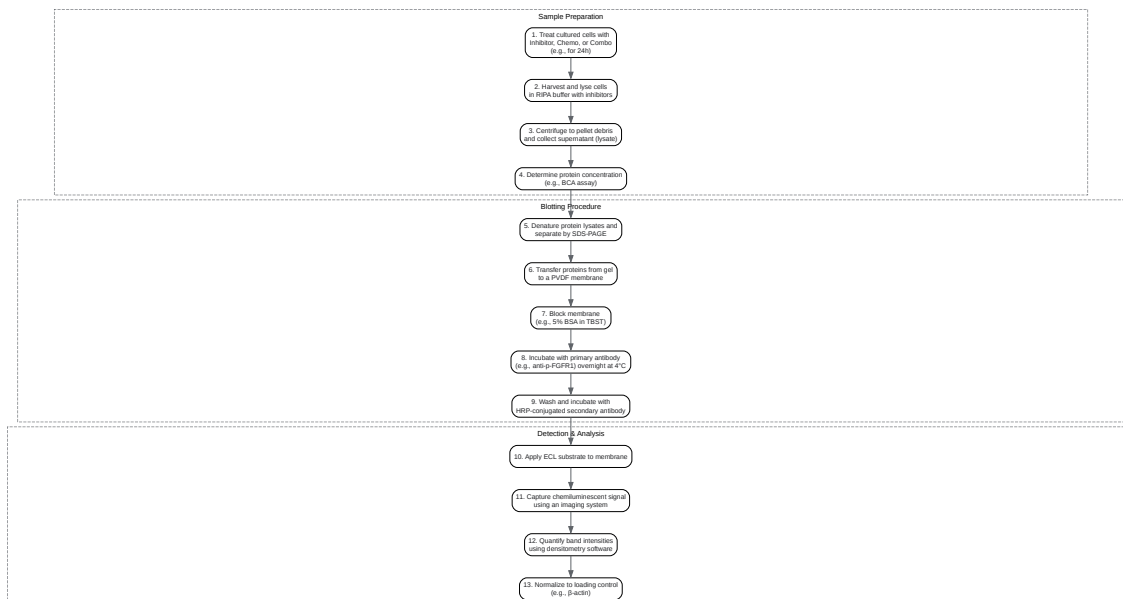 Sample Preparation
1. Treat cultured cells with
Inhibitor, Chemo, or Combo
(e.g., for 24h)
2. Harvest and lyse cells
in RIPA buffer with inhibitors
3. Centrifuge to pellet debris
and collect supernatant (lysate)
4. Determine protein concentration
(e.g., BCA assay)
Blotting Procedure
5. Denature protein lysates and
separate by SDS-PAGE
6. Transfer proteins from gel
to a PVDF membrane
7. Block membrane
(e.g., 5% BSA in TBST)
8. Incubate with primary antibody
(e.g., anti-p-FGFR1) overnight at 4°C
9. Wash and incubate with
HRP-conjugated secondary antibody
Detection & Analysis
10. Apply ECL substrate to membrane
11. Capture chemiluminescent signal
using an imaging system
12. Quantify band intensities
using densitometry software
13. Normalize to loading control
(e.g., β-actin)